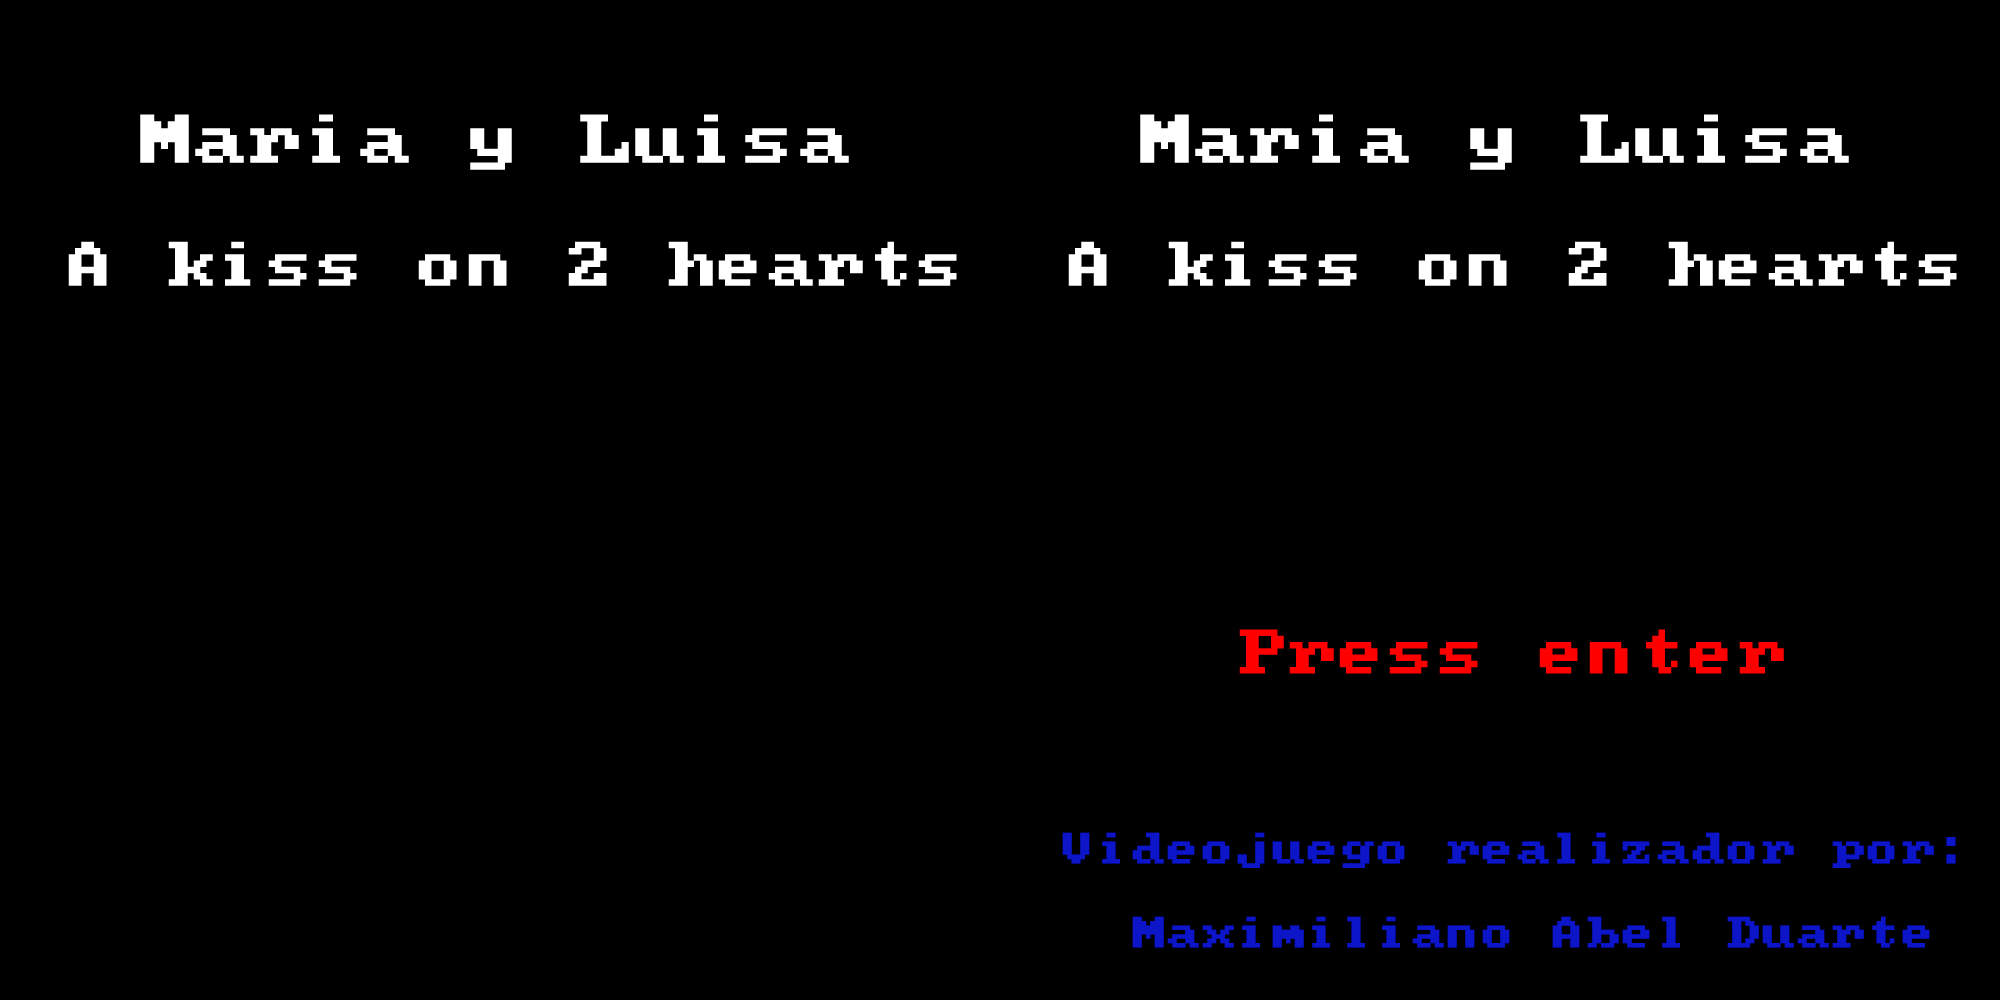 Maria y Luisa
A kiss on 2 hearts
Maria y Luisa
A kiss on 2 hearts
Press enter
Videojuego realizador por:
Maximiliano Abel Duarte